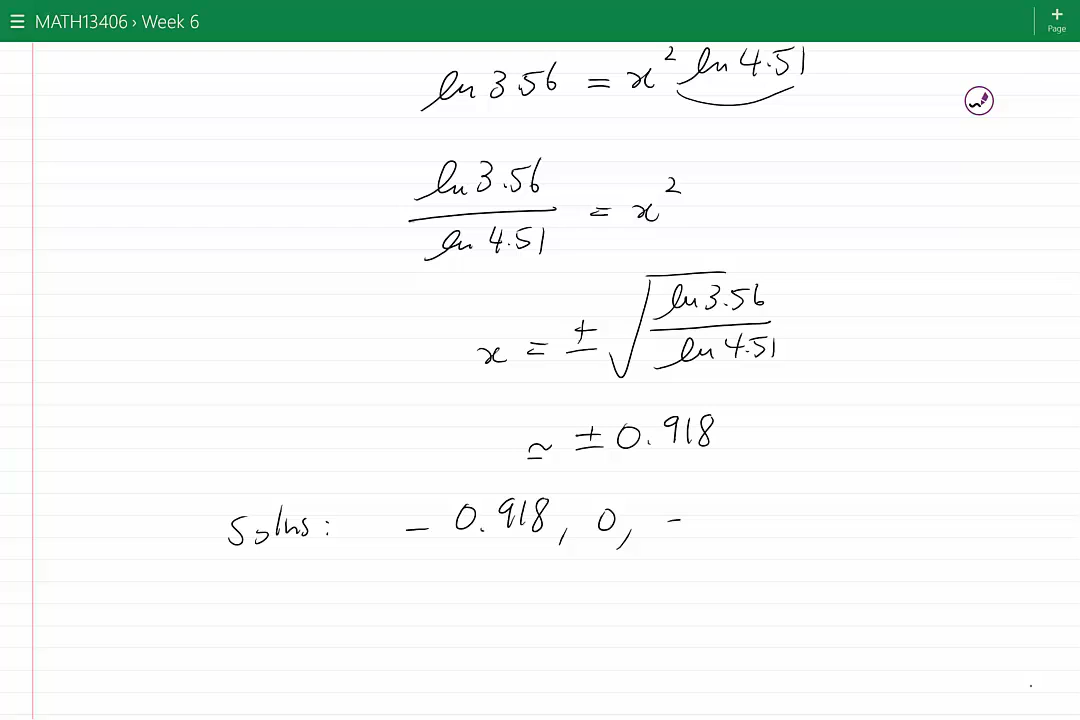 MATH13406 › Week 6
Page
ln 3.56 = x² ln 4.51
ln 3.56 / ln 4.51 = x²
x = ± √(ln 3.56 / ln 4.51)
≃ ± 0.918
Solns: - 0.918, 0, -